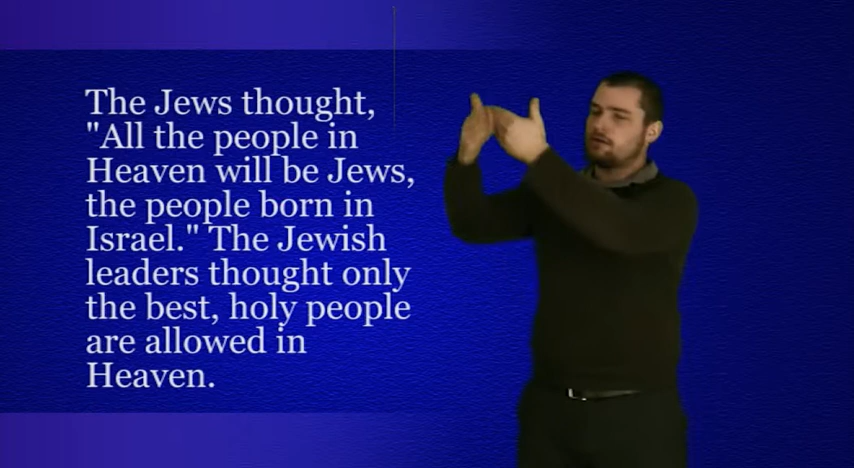 The Jews thought,
"All the people in
Heaven will be Jews,
the people born in
Israel." The Jewish
leaders thought only
the best, holy people
are allowed in
Heaven.